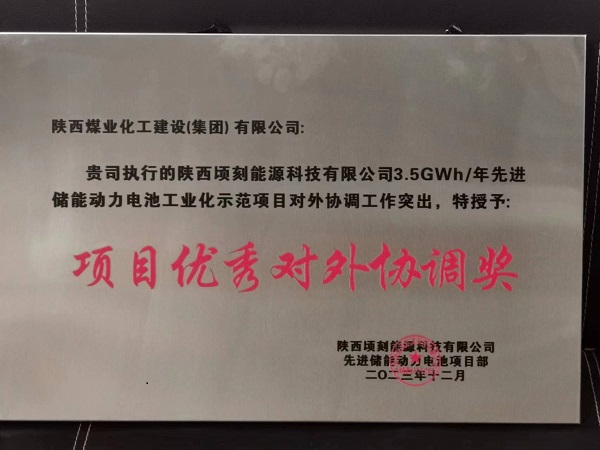 陕西煤业化工建设(集团)有限公司:
贵司执行的陕西顷刻能源科技有限公司3.5GWh/年先进
储能动力电池工业化示范项目对外协调工作突出，特授予:
项目优秀对外协调奖
陕西顷刻能源科技有限公司
先进储能动力电池项目部
二〇二三年十二月